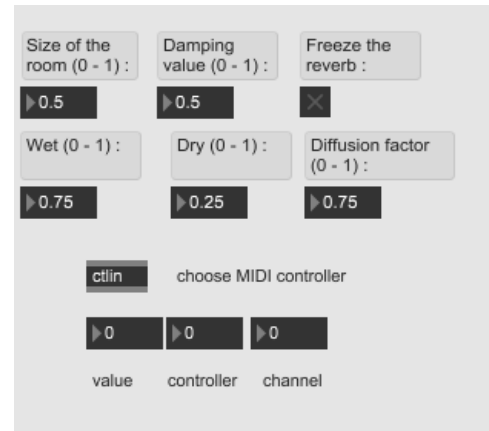 Size of the
room (0 - 1) :
Damping
value (0 - 1) :
Freeze the
reverb :
0.5
0.5
Wet (0 - 1) :
Dry (0 - 1) :
Diffusion factor
(0 - 1) :
0.75
0.25
0.75
ctlin
choose MIDI controller
0
0
0
value
controller
channel